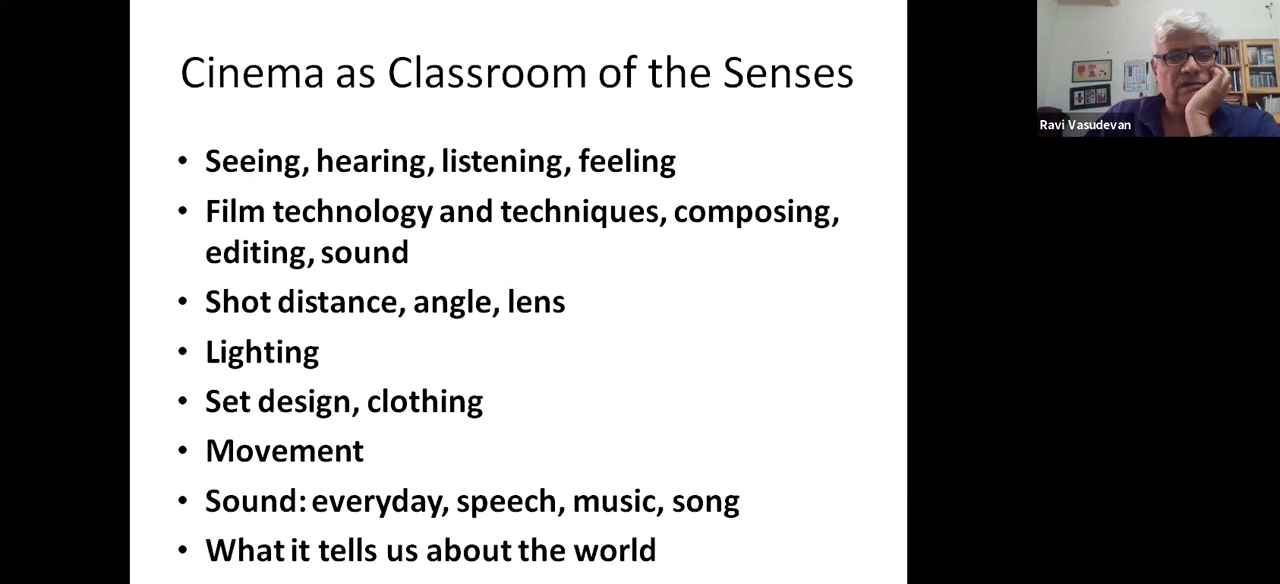 Cinema as Classroom of the Senses
• Seeing, hearing, listening, feeling
• Film technology and techniques, composing,
editing, sound
• Shot distance, angle, lens
• Lighting
• Set design, clothing
• Movement
• Sound: everyday, speech, music, song
• What it tells us about the world
Ravi Vasudevan